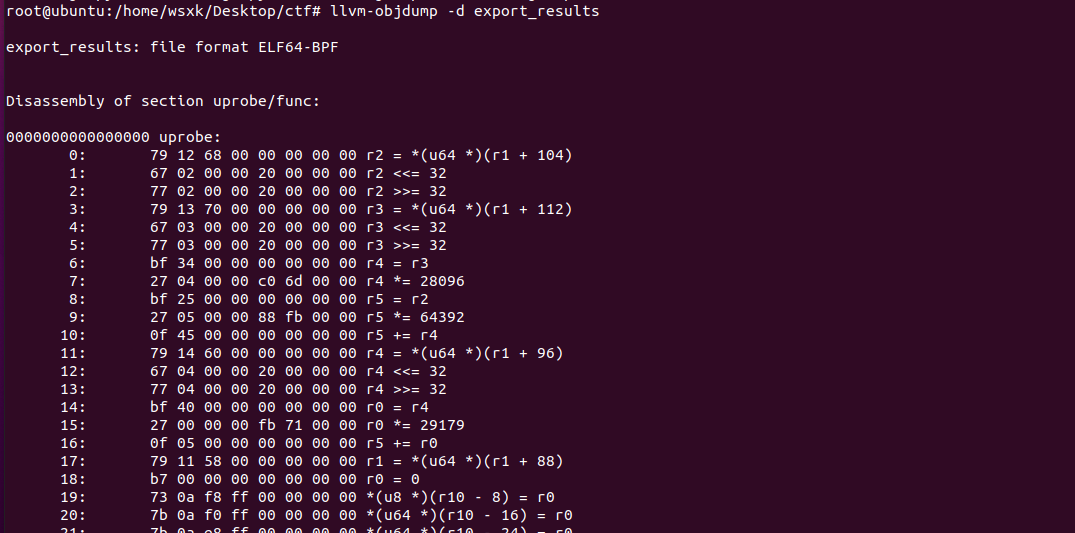 root@ubuntu:/home/wsxk/Desktop/ctf# llvm-objdump -d export_results
export_results: file format ELF64-BPF
Disassembly of section uprobe/func:
0000000000000000 uprobe:
0: 79 12 68 00 00 00 00 00 r2 = *(u64 *)(r1 + 104)
1: 67 02 00 00 20 00 00 00 r2 <<= 32
2: 77 02 00 00 20 00 00 00 r2 >>= 32
3: 79 13 70 00 00 00 00 00 r3 = *(u64 *)(r1 + 112)
4: 67 03 00 00 20 00 00 00 r3 <<= 32
5: 77 03 00 00 20 00 00 00 r3 >>= 32
6: bf 34 00 00 00 00 00 00 r4 = r3
7: 27 04 00 00 c0 6d 00 00 r4 *= 28096
8: bf 25 00 00 00 00 00 00 r5 = r2
9: 27 05 00 00 88 fb 00 00 r5 *= 64392
10: 0f 45 00 00 00 00 00 00 r5 += r4
11: 79 14 60 00 00 00 00 00 r4 = *(u64 *)(r1 + 96)
12: 67 04 00 00 20 00 00 00 r4 <<= 32
13: 77 04 00 00 20 00 00 00 r4 >>= 32
14: bf 40 00 00 00 00 00 00 r0 = r4
15: 27 00 00 00 fb 71 00 00 r0 *= 29179
16: 0f 05 00 00 00 00 00 00 r5 += r0
17: 79 11 58 00 00 00 00 00 r1 = *(u64 *)(r1 + 88)
18: b7 00 00 00 00 00 00 00 r0 = 0
19: 73 0a f8 ff 00 00 00 00 *(u8 *)(r10 - 8) = r0
20: 7b 0a f0 ff 00 00 00 00 *(u64 *)(r10 - 16) = r0
21: 7b 0a e8 ff 00 00 00 00 *(u64 *)(r10 - 24) = r0